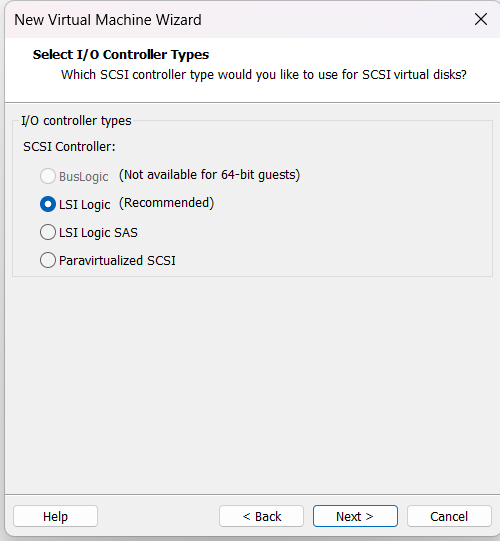 New Virtual Machine Wizard
Select I/O Controller Types
Which SCSI controller type would you like to use for SCSI virtual disks?
I/O controller types
SCSI Controller:
BusLogic (Not available for 64-bit guests)
LSI Logic (Recommended)
LSI Logic SAS
Paravirtualized SCSI
Help < Back Next > Cancel